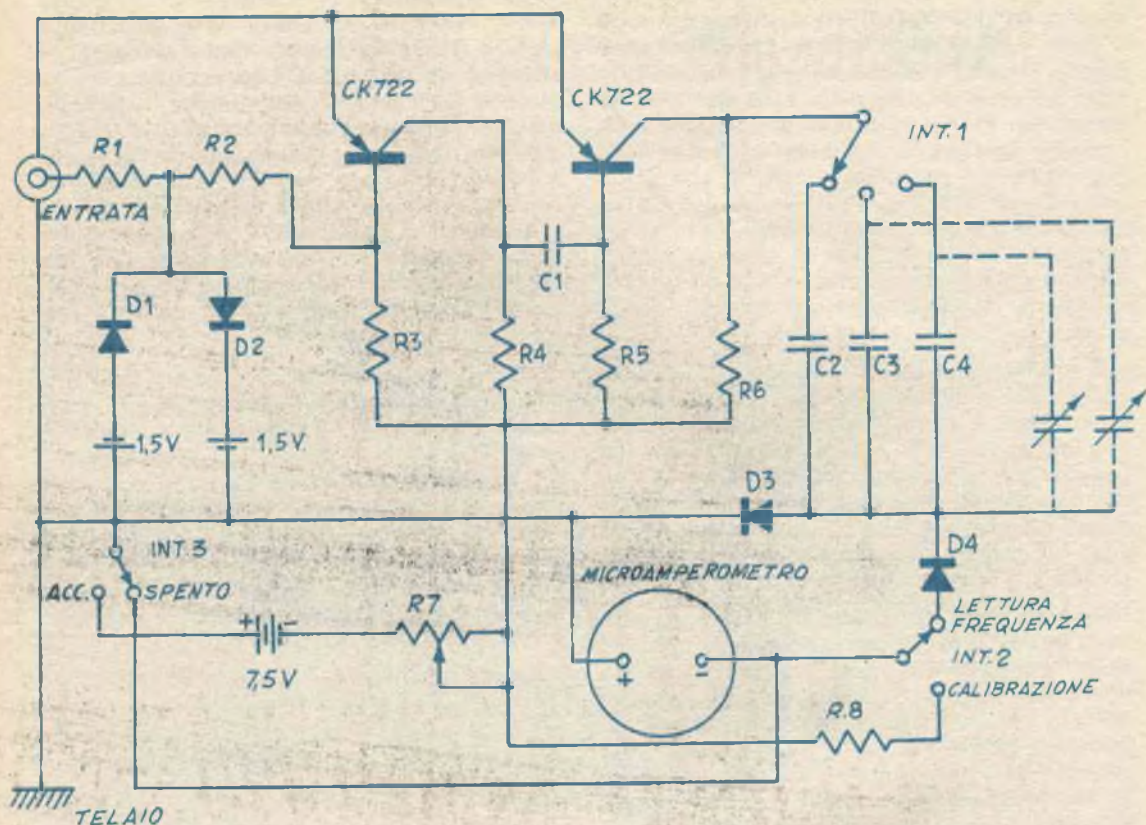 CK722
CK722
INT.1
R1
R2
ENTRATA
C1
D1
D2
R3
R4
R5
R6
C2
C3
C4
1,5V
1,5V.
D3
D4
INT.3
MICROAMPEROMETRO
ACC.
SPENTO
R7
LETTURA
FREQUENZA
+
-
INT.2
7,5V
+
-
CALIBRAZIONE
R.8
TELAIO